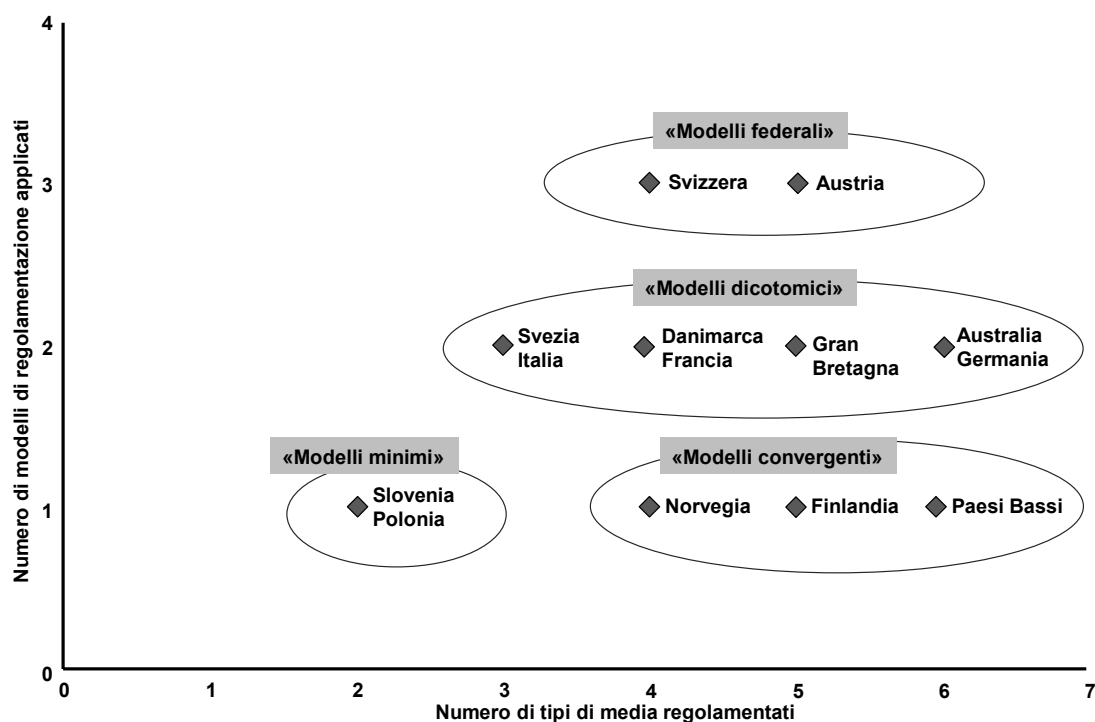 4
Numero di modelli di regolamentazione applicati
«Modelli federali»
3
Svizzera
Austria
«Modelli dicotomici»
2
Svezia
Italia
Danimarca
Francia
Gran
Bretagna
Australia
Germania
«Modelli minimi»
«Modelli convergenti»
1
Slovenia
Polonia
Norvegia
Finlandia
Paesi Bassi
0
0 1 2 3 4 5 6 7
Numero di tipi di media regolamentati